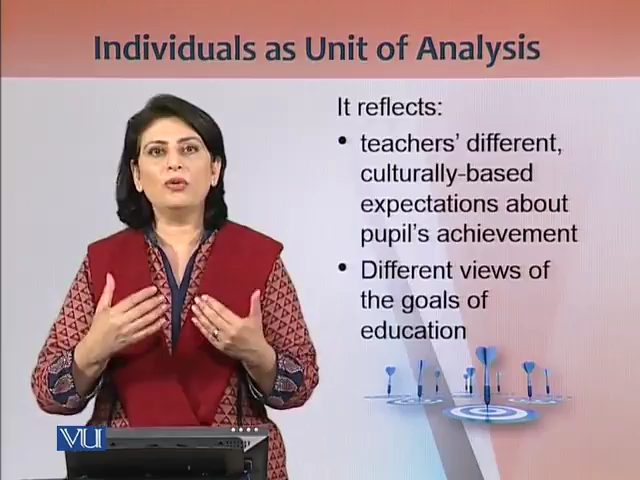 Individuals as Unit of Analysis
It reflects:
• teachers' different,
culturally-based
expectations about
pupil's achievement
• Different views of
the goals of
education
VU